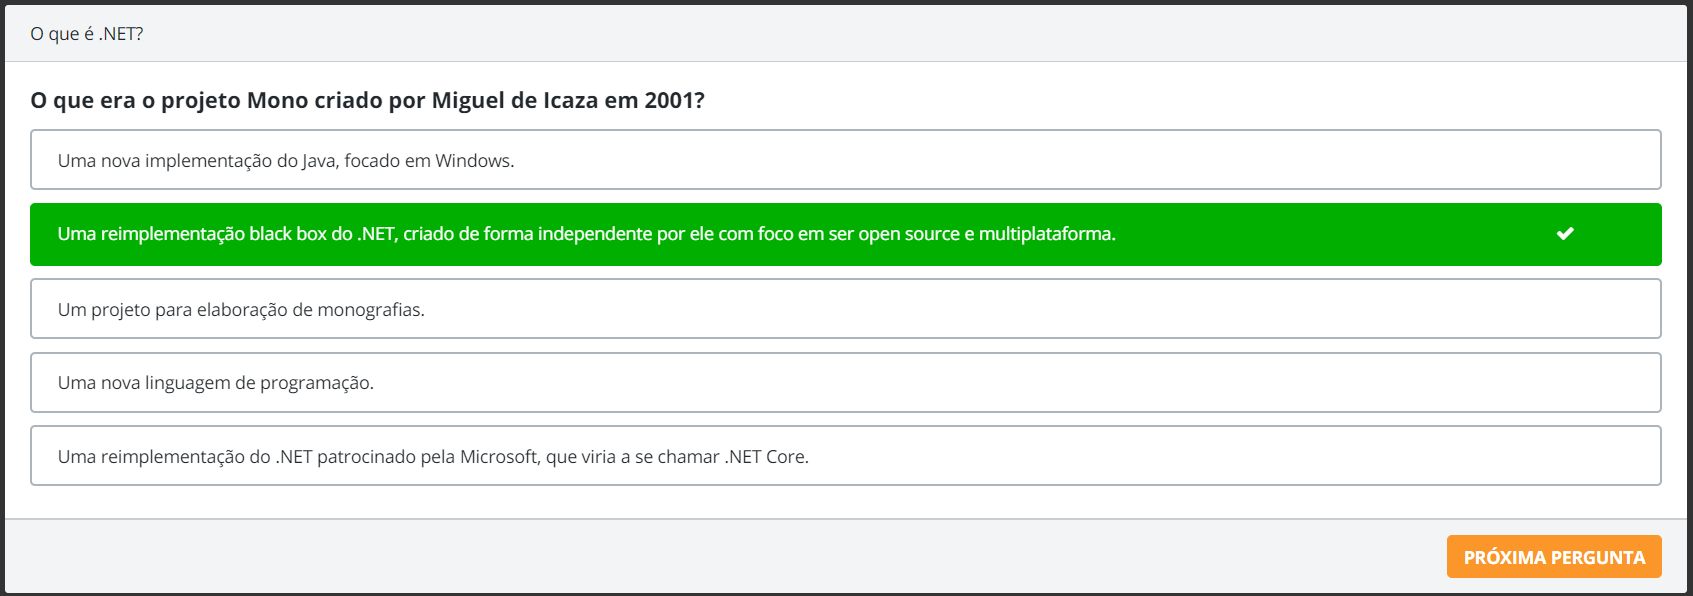 O que é .NET?
O que era o projeto Mono criado por Miguel de Icaza em 2001?
Uma nova implementação do Java, focado em Windows.
Uma reimplementação black box do .NET, criado de forma independente por ele com foco em ser open source e multiplataforma.
Um projeto para elaboração de monografias.
Uma nova linguagem de programação.
Uma reimplementação do .NET patrocinado pela Microsoft, que viria a se chamar .NET Core.
PRÓXIMA PERGUNTA